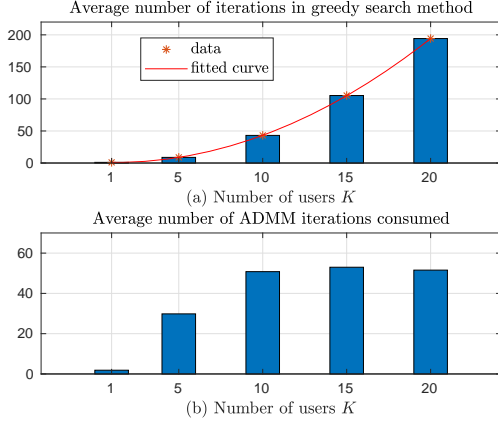 Average number of iterations in greedy search method
200
150
100
50
0
data
fitted curve
1 5 10 15 20
(a) Number of users K
Average number of ADMM iterations consumed
60
40
20
0
1 5 10 15 20
(b) Number of users K